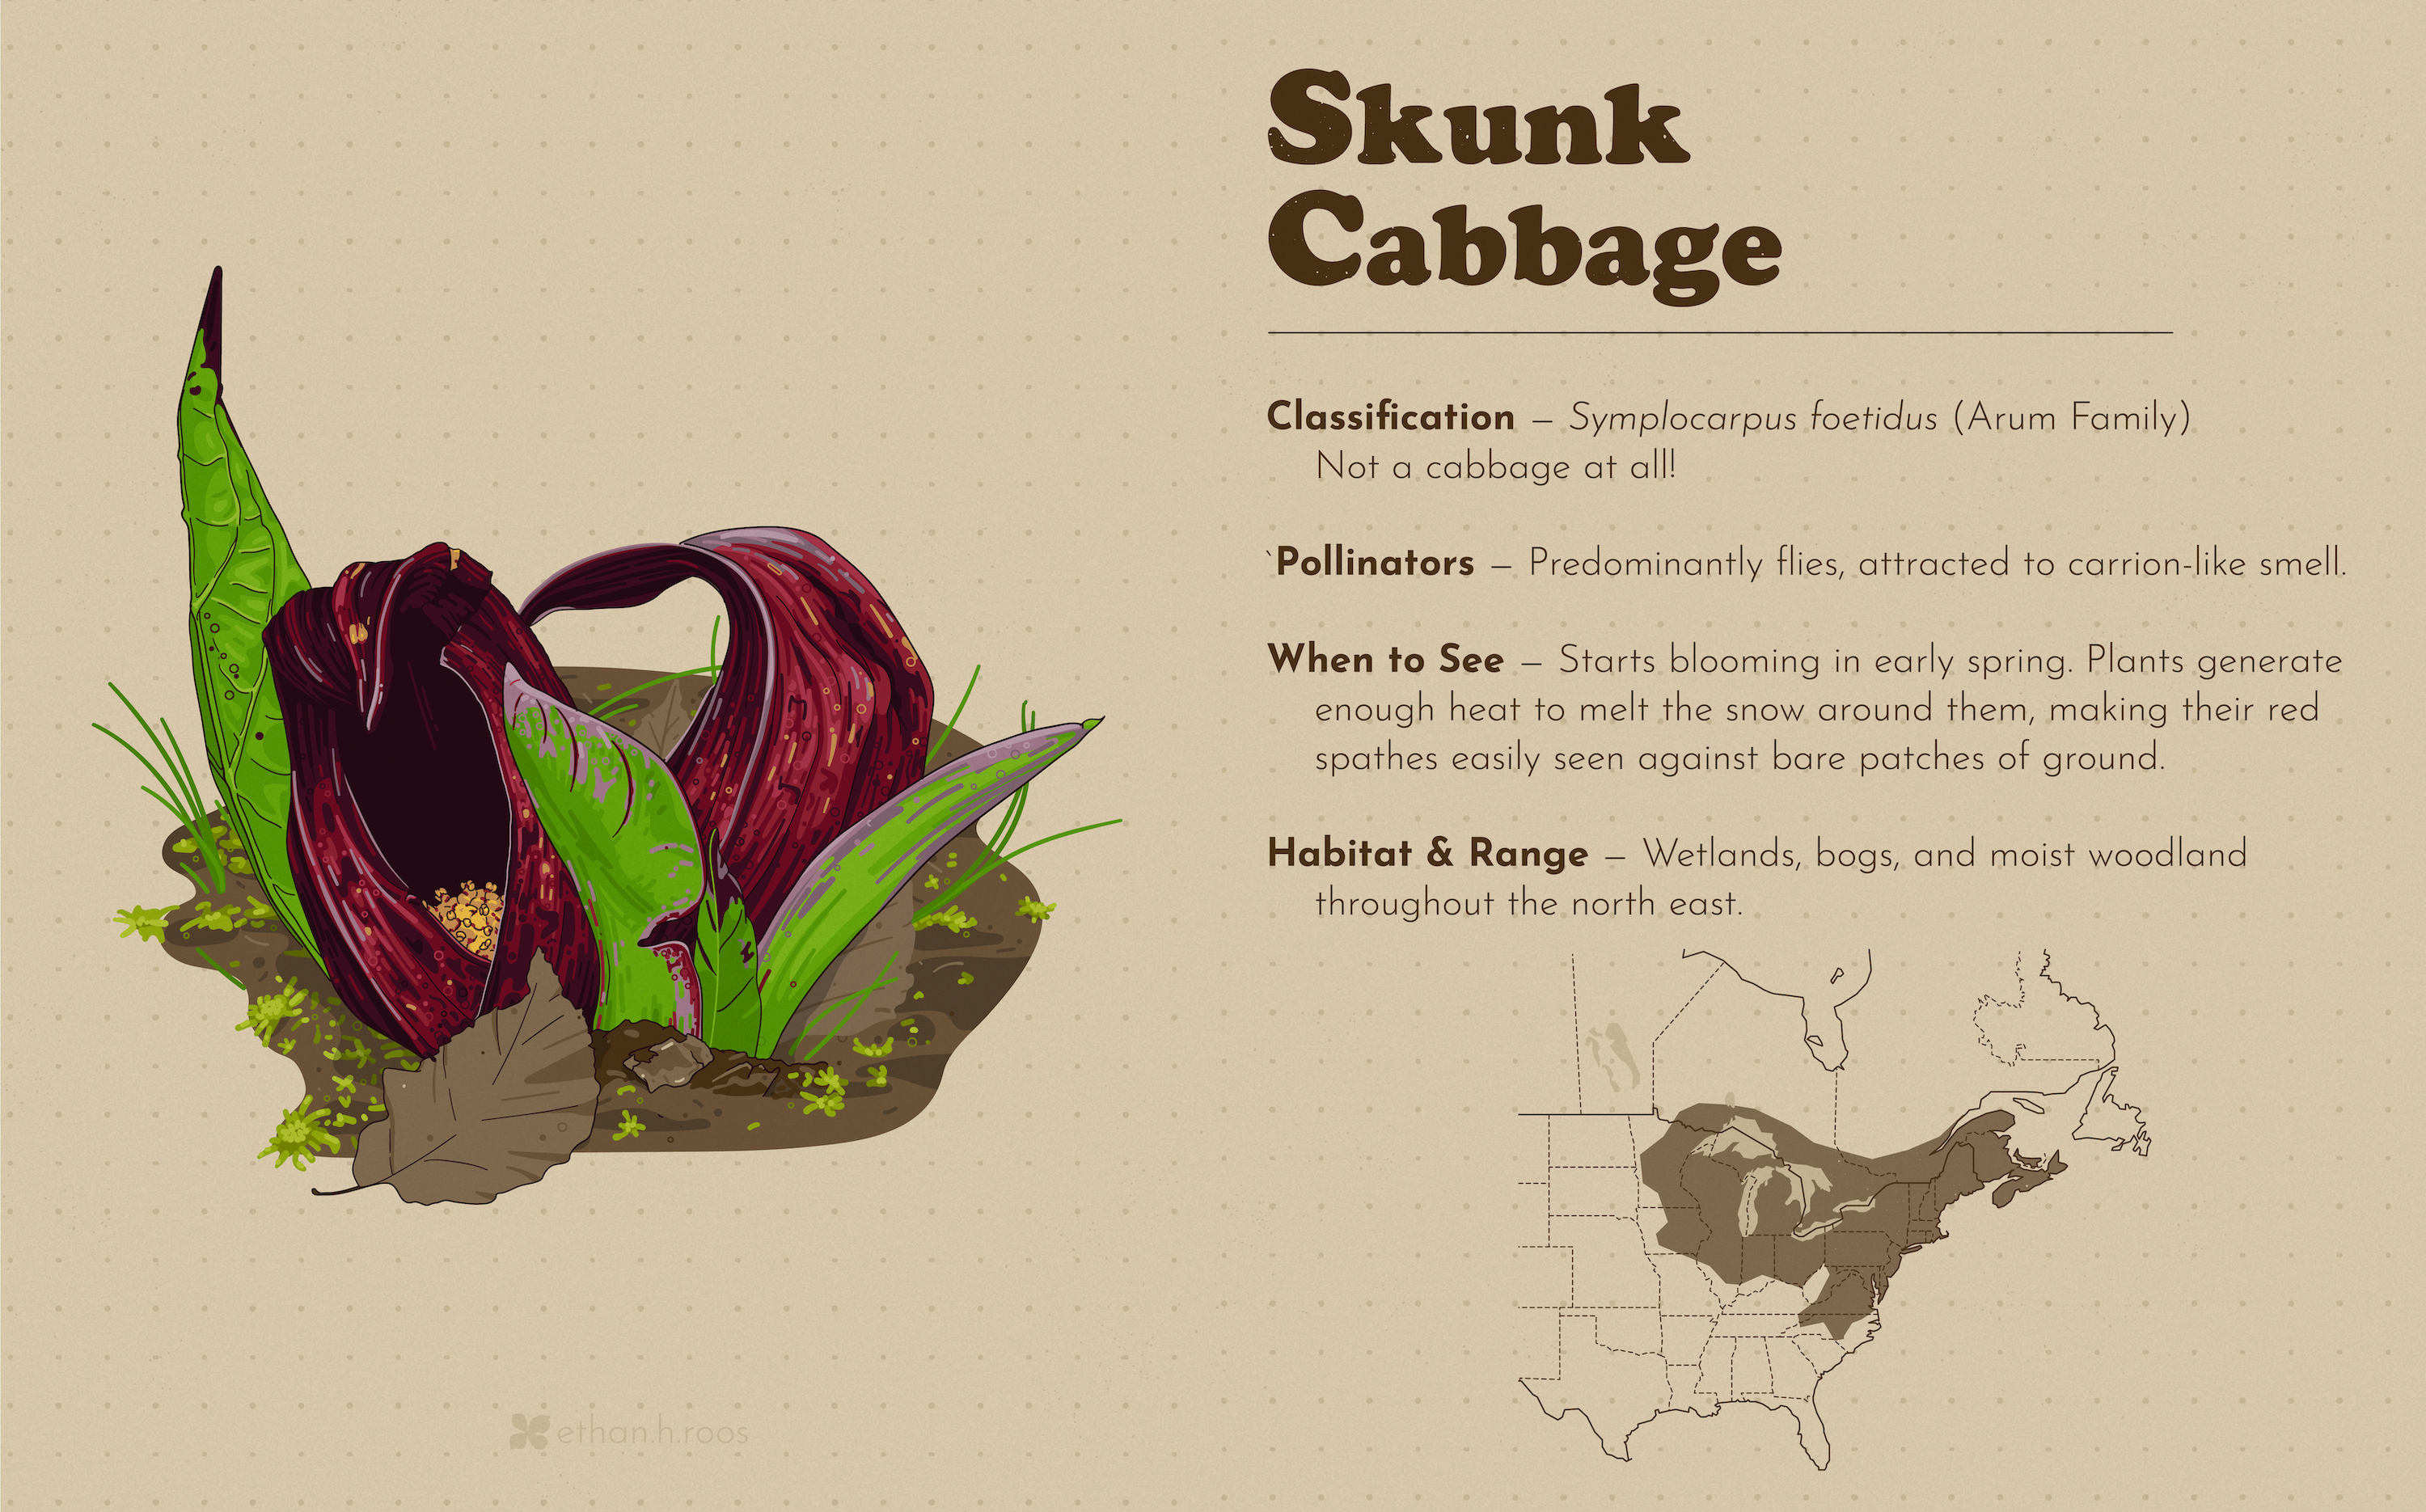 Skunk
Cabbage
Classification – Symplocarpus foetidus (Arum Family)
Not a cabbage at all!
`Pollinators – Predominantly flies, attracted to carrion-like smell.
When to See – Starts blooming in early spring. Plants generate
enough heat to melt the snow around them, making their red
spathes easily seen against bare patches of ground.
Habitat & Range – Wetlands, bogs, and moist woodland
throughout the north east.
ethan.h.roos